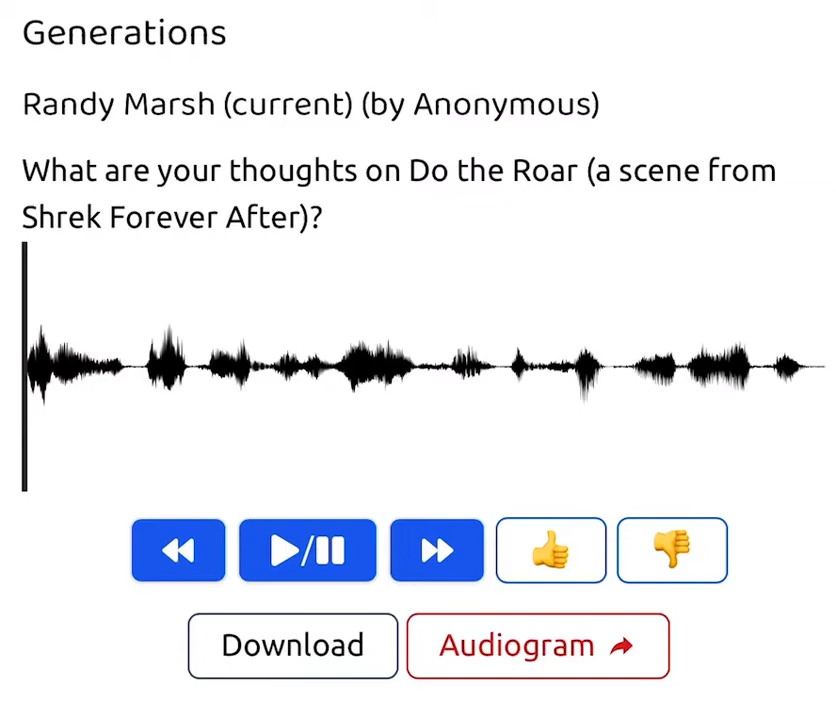 Generations
Randy Marsh (current) (by Anonymous)
What are your thoughts on Do the Roar (a scene from
Shrek Forever After)?
Download
Audiogram